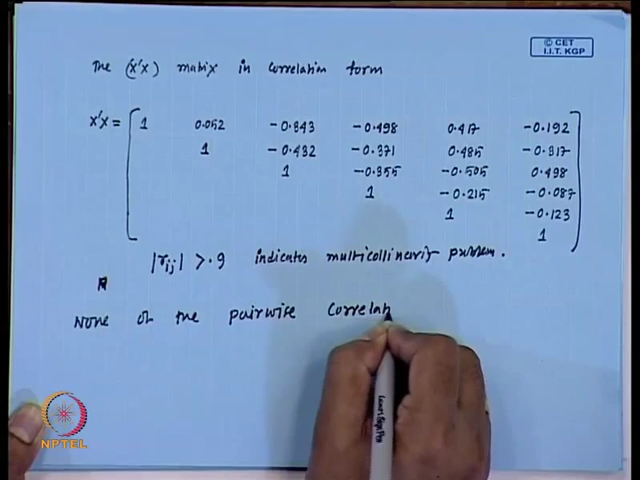 © CET
I.I.T. KGP
The (X'X) matrix in correlation form
X'X = [ 1 0.052 -0.343 -0.498 0.417 -0.192
1 -0.432 -0.371 0.485 -0.317
1 -0.355 -0.505 0.498
1 -0.215 -0.087
1 -0.123
1 ]
|rij| > .9 indicates multicollinearity problem.
None of the pairwise correlat
NPTEL